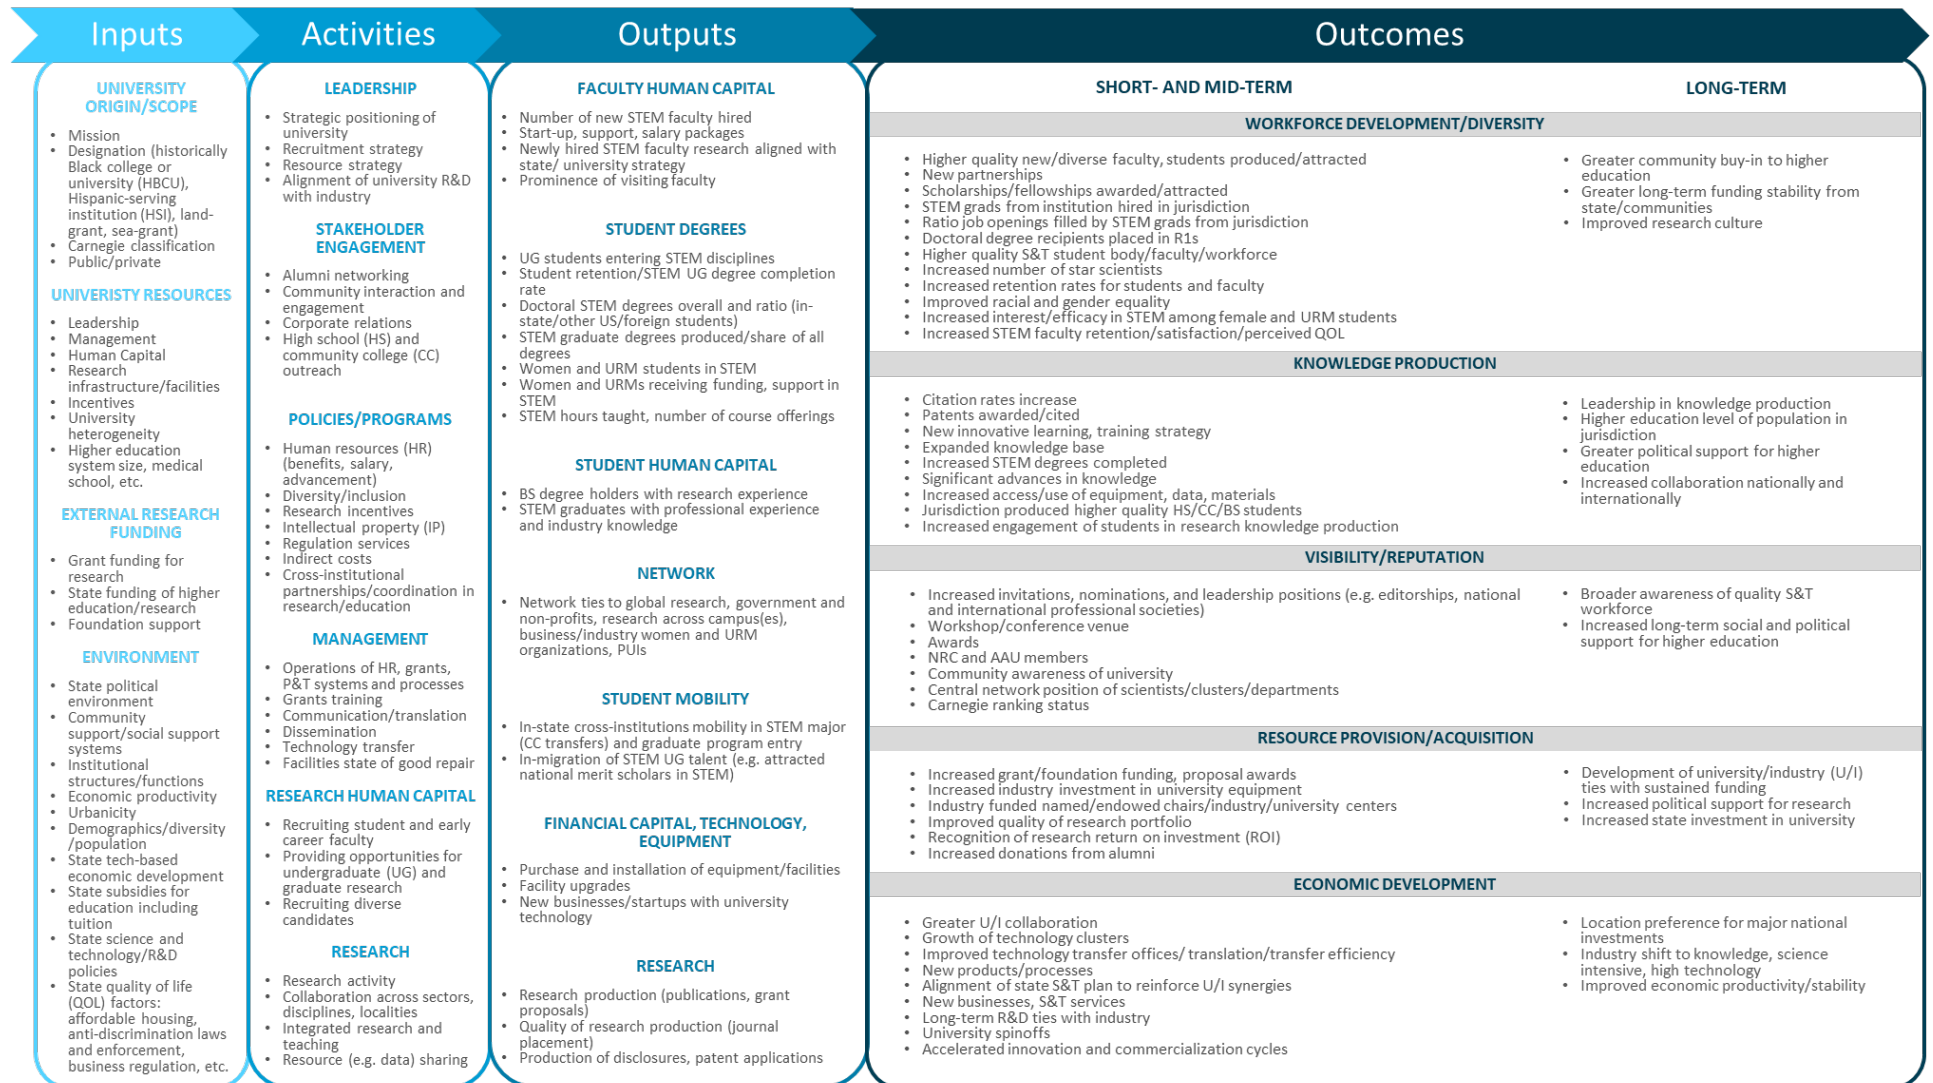 Inputs
Activities
Outputs
Outcomes
UNIVERSITY
ORIGIN/SCOPE
• Mission
• Designation (historically
Black college or
university (HBCU),
Hispanic-serving
institution (HSI), land-
grant, sea-grant)
• Carnegie classification
• Public/private
UNIVERISTY RESOURCES
• Leadership
• Management
• Human Capital
• Research
infrastructure/facilities
• Incentives
• University
heterogeneity
• Higher education
system size, medical
school, etc.
EXTERNAL RESEARCH
FUNDING
• Grant funding for
research
• State funding of higher
education/research
• Foundation support
ENVIRONMENT
• State political
environment
• Community
support/social support
systems
• Institutional
structures/functions
• Economic productivity
• Urbanicity
• Demographics/diversity
/population
• State tech-based
economic development
• State subsidies for
education including
tuition
• State science and
technology/R&D
policies
• State quality of life
(QOL) factors:
affordable housing,
anti-discrimination laws
and enforcement,
business regulation, etc.
LEADERSHIP
• Strategic positioning of
university
• Recruitment strategy
• Resource strategy
• Alignment of university R&D
with industry
STAKEHOLDER
ENGAGEMENT
• Alumni networking
• Community interaction and
engagement
• Corporate relations
• High school (HS) and
community college (CC)
outreach
POLICIES/PROGRAMS
• Human resources (HR)
(benefits, salary,
advancement)
• Diversity/inclusion
• Research incentives
• Intellectual property (IP)
• Regulation services
• Indirect costs
• Cross-institutional
partnerships/coordination in
research/education
MANAGEMENT
• Operations of HR, grants,
P&T systems and processes
• Grants training
• Communication/translation
• Dissemination
• Technology transfer
• Facilities state of good repair
RESEARCH HUMAN CAPITAL
• Recruiting student and early
career faculty
• Providing opportunities for
undergraduate (UG) and
graduate research
• Recruiting diverse
candidates
RESEARCH
• Research activity
• Collaboration across sectors,
disciplines, localities
• Integrated research and
teaching
• Resource (e.g. data) sharing
FACULTY HUMAN CAPITAL
• Number of new STEM faculty hired
• Start-up, support, salary packages
• Newly hired STEM faculty research aligned with
state/ university strategy
• Prominence of visiting faculty
STUDENT DEGREES
• UG students entering STEM disciplines
• Student retention/STEM UG degree completion
rate
• Doctoral STEM degrees overall and ratio (in-
state/other US/foreign students)
• STEM graduate degrees produced/share of all
degrees
• Women and URM students in STEM
• Women and URMs receiving funding, support in
STEM
• STEM hours taught, number of course offerings
STUDENT HUMAN CAPITAL
• BS degree holders with research experience
• STEM graduates with professional experience
and industry knowledge
NETWORK
• Network ties to global research, government and
non-profits, research across campus(es),
business/industry women and URM
organizations, PUIs
STUDENT MOBILITY
• In-state cross-institutions mobility in STEM major
(CC transfers) and graduate program entry
• In-migration of STEM UG talent (e.g. attracted
national merit scholars in STEM)
FINANCIAL CAPITAL, TECHNOLOGY,
EQUIPMENT
• Purchase and installation of equipment/facilities
• Facility upgrades
• New businesses/startups with university
technology
RESEARCH
• Research production (publications, grant
proposals)
• Quality of research production (journal
placement)
• Production of disclosures, patent applications
SHORT- AND MID-TERM
LONG-TERM
WORKFORCE DEVELOPMENT/DIVERSITY
• Higher quality new/diverse faculty, students produced/attracted
• New partnerships
• Scholarships/fellowships awarded/attracted
• STEM grads from institution hired in jurisdiction
• Ratio job openings filled by STEM grads from jurisdiction
• Doctoral degree recipients placed in R1s
• Higher quality S&T student body/faculty/workforce
• Increased number of star scientists
• Increased retention rates for students and faculty
• Improved racial and gender equality
• Increased interest/efficacy in STEM among female and URM students
• Increased STEM faculty retention/satisfaction/perceived QOL
• Greater community buy-in to higher
education
• Greater long-term funding stability from
state/communities
• Improved research culture
KNOWLEDGE PRODUCTION
• Citation rates increase
• Patents awarded/cited
• New innovative learning, training strategy
• Expanded knowledge base
• Increased STEM degrees completed
• Significant advances in knowledge
• Increased access/use of equipment, data, materials
• Jurisdiction produced higher quality HS/CC/BS students
• Increased engagement of students in research knowledge production
• Leadership in knowledge production
• Higher education level of population in
jurisdiction
• Greater political support for higher
education
• Increased collaboration nationally and
internationally
VISIBILITY/REPUTATION
• Increased invitations, nominations, and leadership positions (e.g. editorships, national
and international professional societies)
• Workshop/conference venue
• Awards
• NRC and AAU members
• Community awareness of university
• Central network position of scientists/clusters/departments
• Carnegie ranking status
• Broader awareness of quality S&T
workforce
• Increased long-term social and political
support for higher education
RESOURCE PROVISION/ACQUISITION
• Increased grant/foundation funding, proposal awards
• Increased industry investment in university equipment
• Industry funded named/endowed chairs/industry/university centers
• Improved quality of research portfolio
• Recognition of research return on investment (ROI)
• Increased donations from alumni
• Development of university/industry (U/I)
ties with sustained funding
• Increased political support for research
• Increased state investment in university
ECONOMIC DEVELOPMENT
• Greater U/I collaboration
• Growth of technology clusters
• Improved technology transfer offices/ translation/transfer efficiency
• New products/processes
• Alignment of state S&T plan to reinforce U/I synergies
• New businesses, S&T services
• Long-term R&D ties with industry
• University spinoffs
• Accelerated innovation and commercialization cycles
• Location preference for major national
investments
• Industry shift to knowledge, science
intensive, high technology
• Improved economic productivity/stability